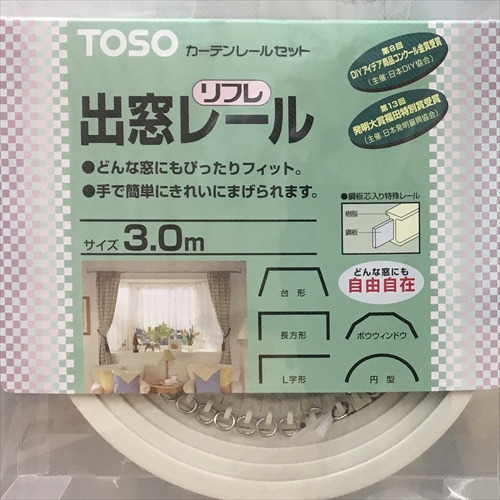 TOSO カーテンレールセット
第6回
DIYアイデア商品コンクール金賞受賞
(主催:日本DIY協会)
第13回
発明大賞福田特別賞受賞
(主催:日本発明振興協会)
リフレ
出窓レール
●どんな窓にもぴったりフィット。
●手で簡単にきれいにまげられます。
●鋼板芯入り特殊レール
樹脂
鋼板
サイズ 3.0m
どんな窓にも
自由自在
台形
長方形
ボウウィンドウ
L字形
円型